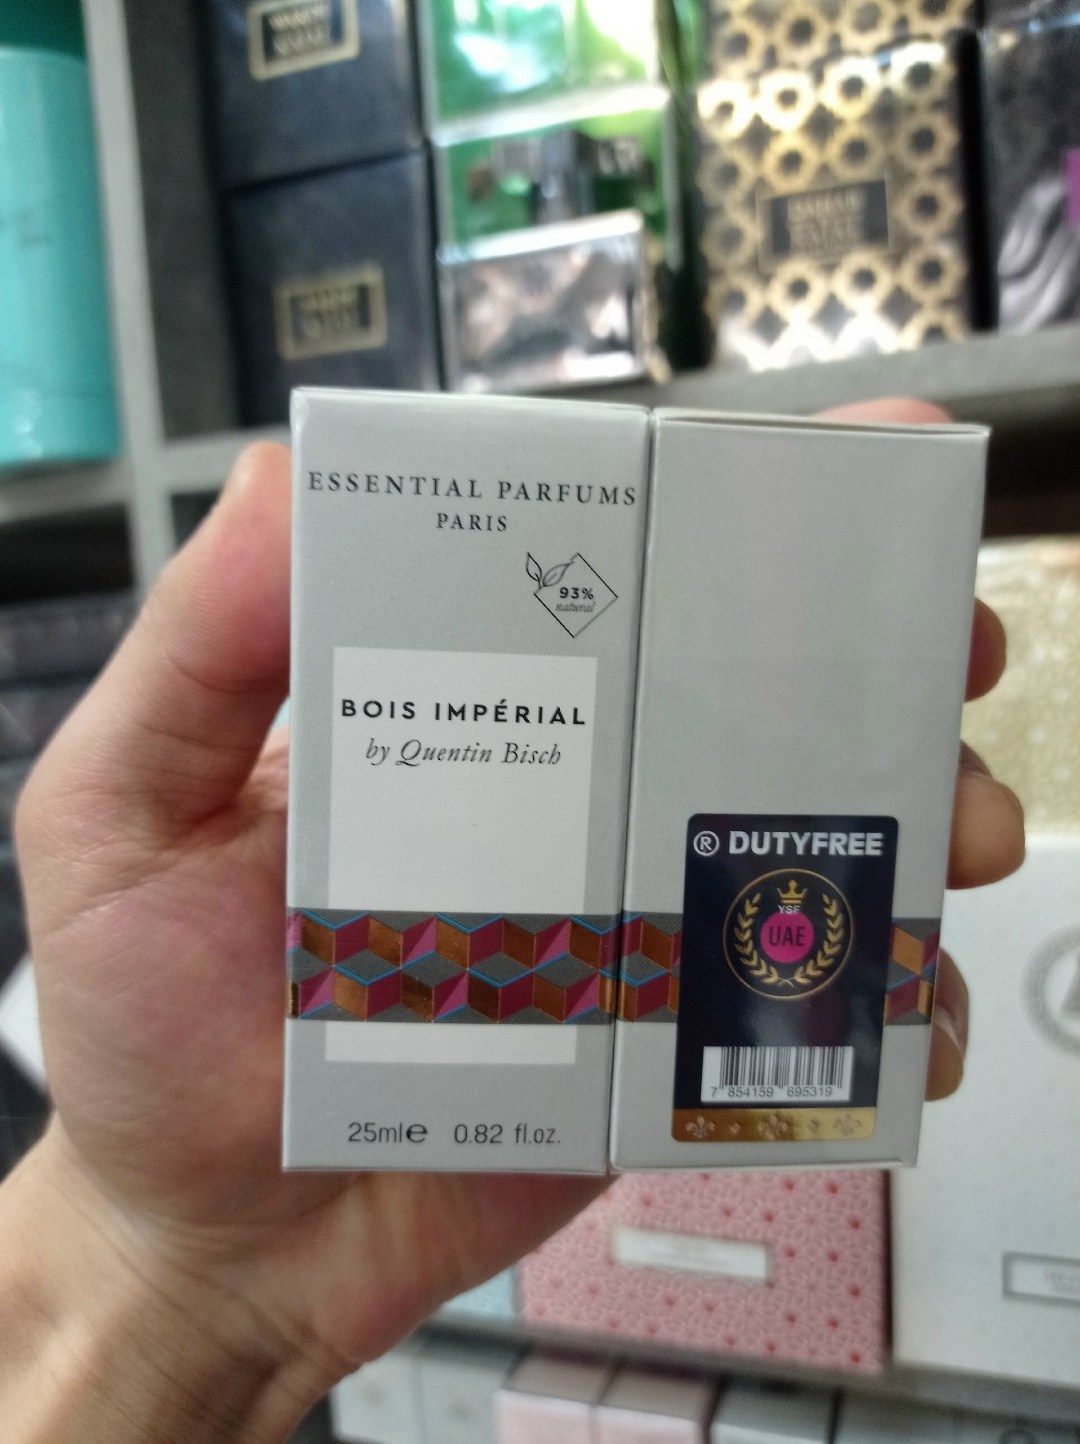 ESSENTIAL PARFUMS
PARIS
93%
natural
BOIS IMPÉRIAL
by Quentin Bisch
25ml℮ 0.82 fl.oz.
® DUTYFREE
YSF
UAE
7 854159 695319